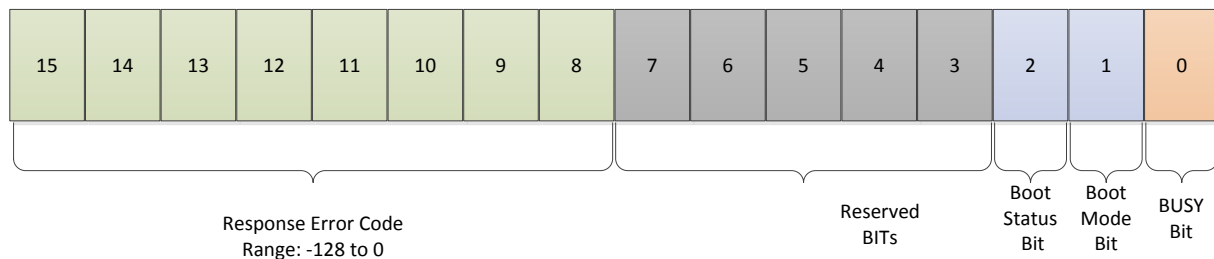 15 14 13 12 11 10 9 8 7 6 5 4 3 2 1 0
Response Error Code
Range: -128 to 0
Reserved
BITs
Boot
Status
Bit
Boot
Mode
Bit
BUSY
Bit